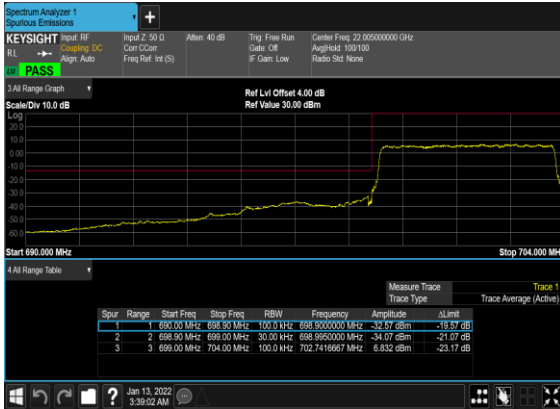 Spectrum Analyzer 1
Spurious Emissions
+
KEYSIGHT Input: RF Input Z: 50 Ω Atten: 40 dB Trig: Free Run Center Freq: 22.005000000 GHz
RL Coupling: DC Corr CCorr Gate: Off Avg|Hold: 100/100
Align: Auto Freq Ref: Int (S) IF Gain: Low Radio Std: None
PASS
3 All Range Graph
Ref Lvl Offset 4.00 dB
Scale/Div 10.0 dB Ref Value 30.00 dBm
Log
20.0
10.0
0.00
-10.0
-20.0
-30.0
-40.0
-50.0
-60.0
Start 690.000 MHz Stop 704.000 MHz
4 All Range Table
Measure Trace Trace 1
Trace Type Trace Average (Active)
Spur Range Start Freq Stop Freq RBW Frequency Amplitude ΔLimit
1 1 690.00 MHz 698.90 MHz 100.0 kHz 698.9000000 MHz -32.57 dBm -19.57 dB
2 2 698.90 MHz 699.00 MHz 30.00 kHz 698.9950000 MHz -34.07 dBm -21.07 dB
3 3 699.00 MHz 704.00 MHz 100.0 kHz 702.7416667 MHz 6.832 dBm -23.17 dB
? Jan 13, 2022
3:39:02 AM